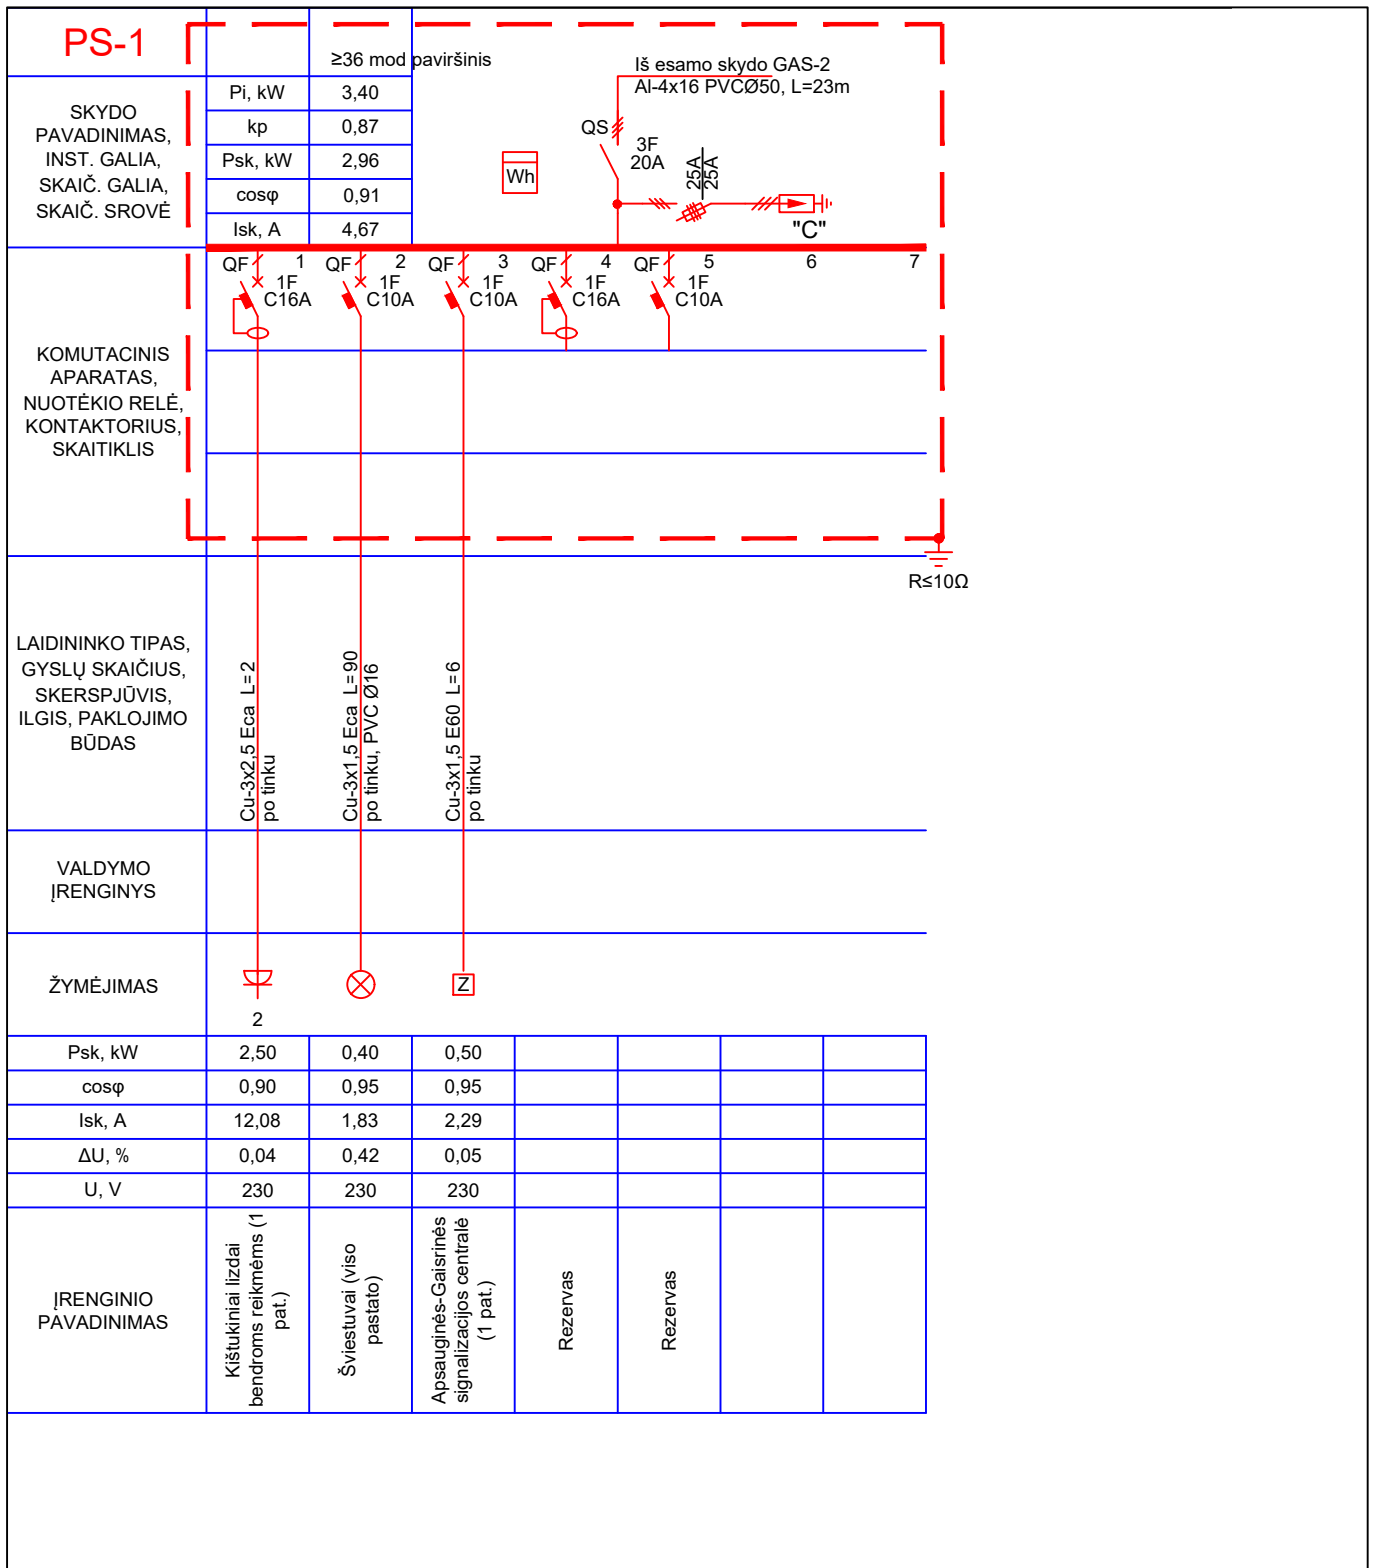 PS-1
≥36 mod paviršinis
Iš esamo skydo GAS-2
Al-4x16 PVCØ50, L=23m
SKYDO
PAVADINIMAS,
INST. GALIA,
SKAIČ. GALIA,
SKAIČ. SROVĖ
Pi, kW 3,40
kp 0,87
Psk, kW 2,96
cosφ 0,91
Isk, A 4,67
Wh
QS
3F
20A
25A
25A
"C"
QF 1
1F
C16A
QF 2
1F
C10A
QF 3
1F
C10A
QF 4
1F
C16A
QF 5
1F
C10A
6
7
KOMUTACINIS
APARATAS,
NUOTĖKIO RELĖ,
KONTAKTORIUS,
SKAITIKLIS
R≤10Ω
LAIDININKO TIPAS,
GYSLŲ SKAIČIUS,
SKERSPJŪVIS,
ILGIS, PAKLOJIMO
BŪDAS
Cu-3x2,5 Eca L=2
po tinku
Cu-3x1,5 Eca L=90
po tinku, PVC Ø16
Cu-3x1,5 E60 L=6
po tinku
VALDYMO
ĮRENGINYS
ŽYMĖJIMAS
2
Z
Psk, kW 2,50 0,40 0,50
cosφ 0,90 0,95 0,95
Isk, A 12,08 1,83 2,29
ΔU, % 0,04 0,42 0,05
U, V 230 230 230
ĮRENGINIO
PAVADINIMAS
Kištukiniai lizdai
bendroms reikmėms (1
pat.)
Šviestuvai (viso
pastato)
Apsauginės-Gaisrinės
signalizacijos centralė
(1 pat.)
Rezervas
Rezervas